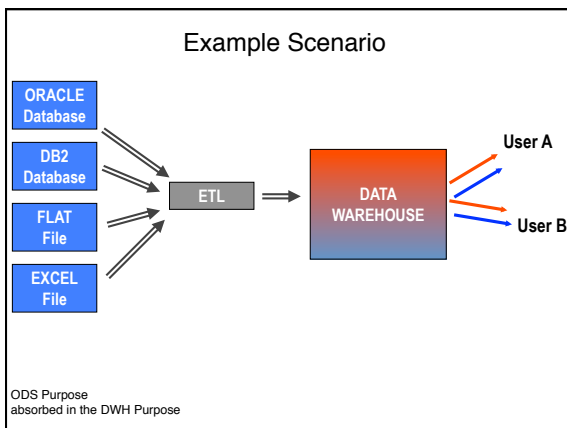 Example Scenario
ORACLE
Database
DB2
Database
FLAT
File
EXCEL
File
ETL
DATA
WAREHOUSE
User A
User B
ODS Purpose
absorbed in the DWH Purpose